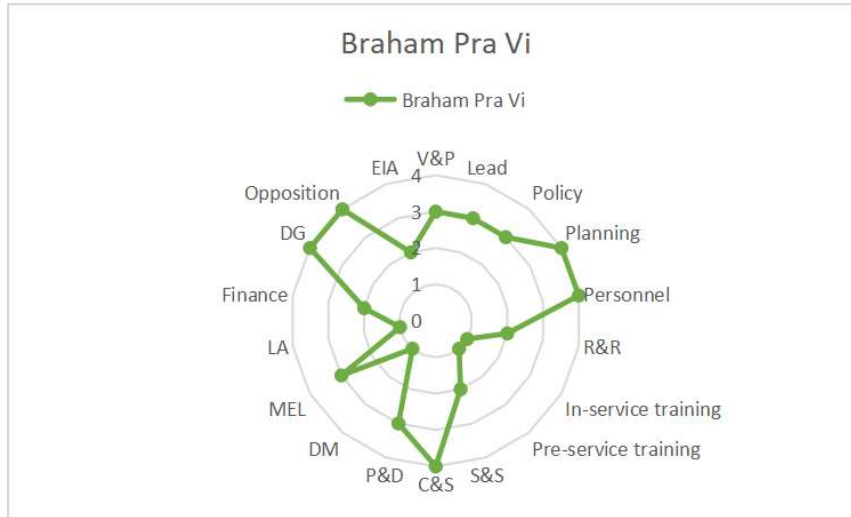 Braham Pra Vi
Braham Pra Vi
V&P
Lead
Policy
Planning
Personnel
R&R
In-service training
Pre-service training
S&S
C&S
P&D
DM
MEL
LA
Finance
DG
Opposition
EIA
4
3
2
1
0